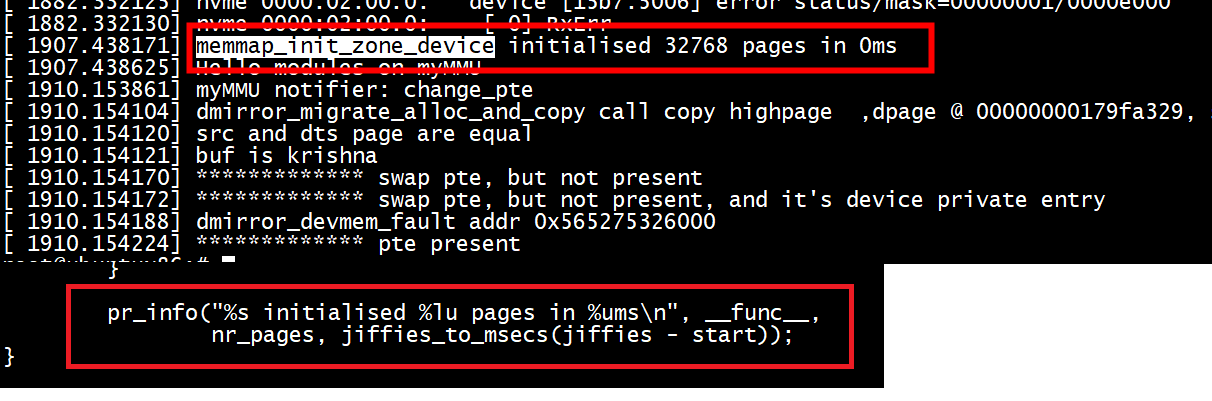 [ 1882.332125] nvme 0000:02:00.0:   device [15b7:5006] error status/mask=00000001/0000e000
[ 1882.332130] nvme 0000:02:00.0:    [ 0] RxErr
[ 1907.438171] memmap_init_zone_device initialised 32768 pages in 0ms
[ 1907.438625] Hello modules on myMMU
[ 1910.153861] myMMU notifier: change_pte
[ 1910.154104] dmirror_migrate_alloc_and_copy call copy highpage  ,dpage @ 00000000179fa329,
[ 1910.154120] src and dts page are equal
[ 1910.154121] buf is krishna
[ 1910.154170] ************* swap pte, but not present
[ 1910.154172] ************* swap pte, but not present, and it's device private entry
[ 1910.154188] dmirror_devmem_fault addr 0x565275326000
[ 1910.154224] ************* pte present
}
pr_info("%s initialised %lu pages in %ums\n", __func__,
nr_pages, jiffies_to_msecs(jiffies - start));
}